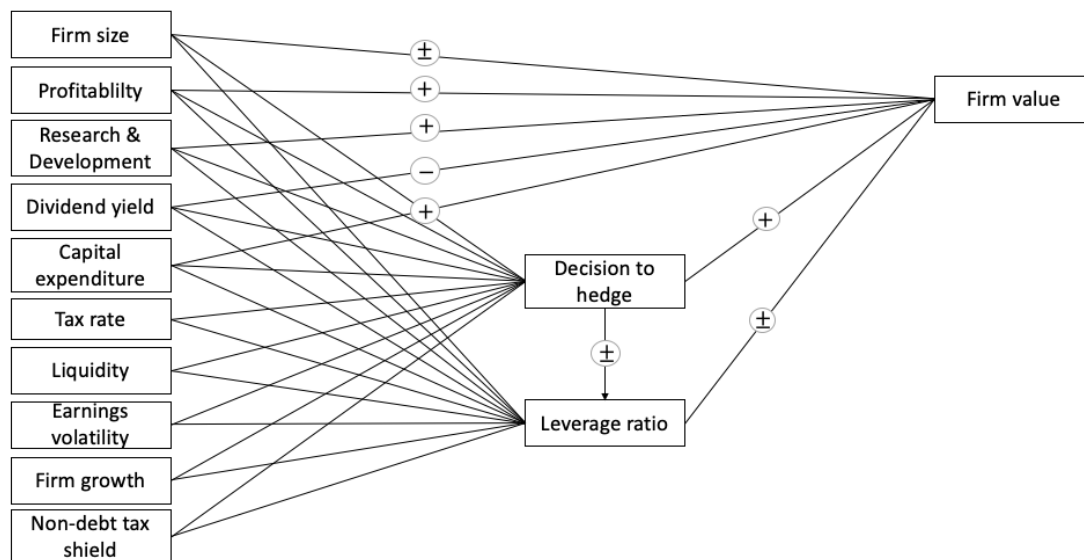 Firm size
±
Profitablilty
+
Firm value
Research &
Development
+
−
Dividend yield
+
+
Capital
expenditure
Decision to
hedge
Tax rate
±
Liquidity
±
Earnings
volatility
Leverage ratio
Firm growth
Non-debt tax
shield